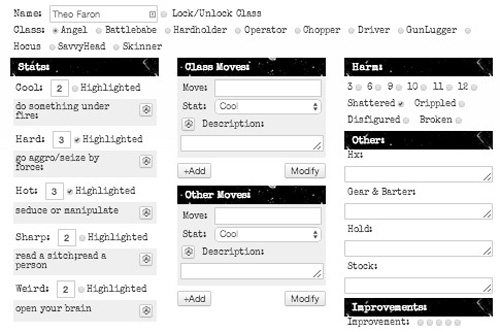 Name: Theo Faron Lock/Unlock Class
Class: Angel Battlebabe Hardholder Operator Chopper Driver GunLugger
Hocus SavvyHead Skinner
Stats:
Cool: 2 Highlighted
do something under
fire:
Hard: 3 Highlighted
go aggro/seize by
force:
Hot: 3 Highlighted
seduce or manipulate
Sharp: 2 Highlighted
read a sitch;read a
person
Weird: 2 Highlighted
open your brain
Class Moves:
Move:
Stat: Cool
Description:
+Add Modify
Other Moves:
Move:
Stat: Cool
Description:
+Add Modify
Harm:
3 6 9 10 11 12
Shattered Crippled
Disfigured Broken
Other:
Hx:
Gear & Barter:
Hold:
Stock:
Improvements:
Improvement: